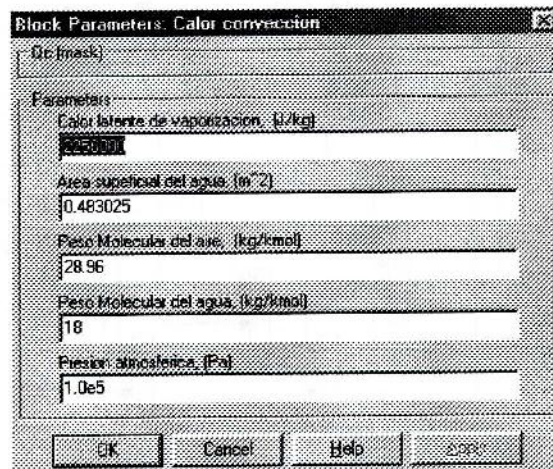 Block Parameters: Calor conveccion
Qc (mask)
Parameters
Calor latente de vaporizacion, (J/kg)
Area supeficial del agua, (m^2)
0.483025
Peso Molecular del aire, (kg/kmol)
28.96
Peso Molecular del agua, (kg/kmol)
18
Presion atmosferica, (Pa)
1.0e5
OK Cancel Help Apply